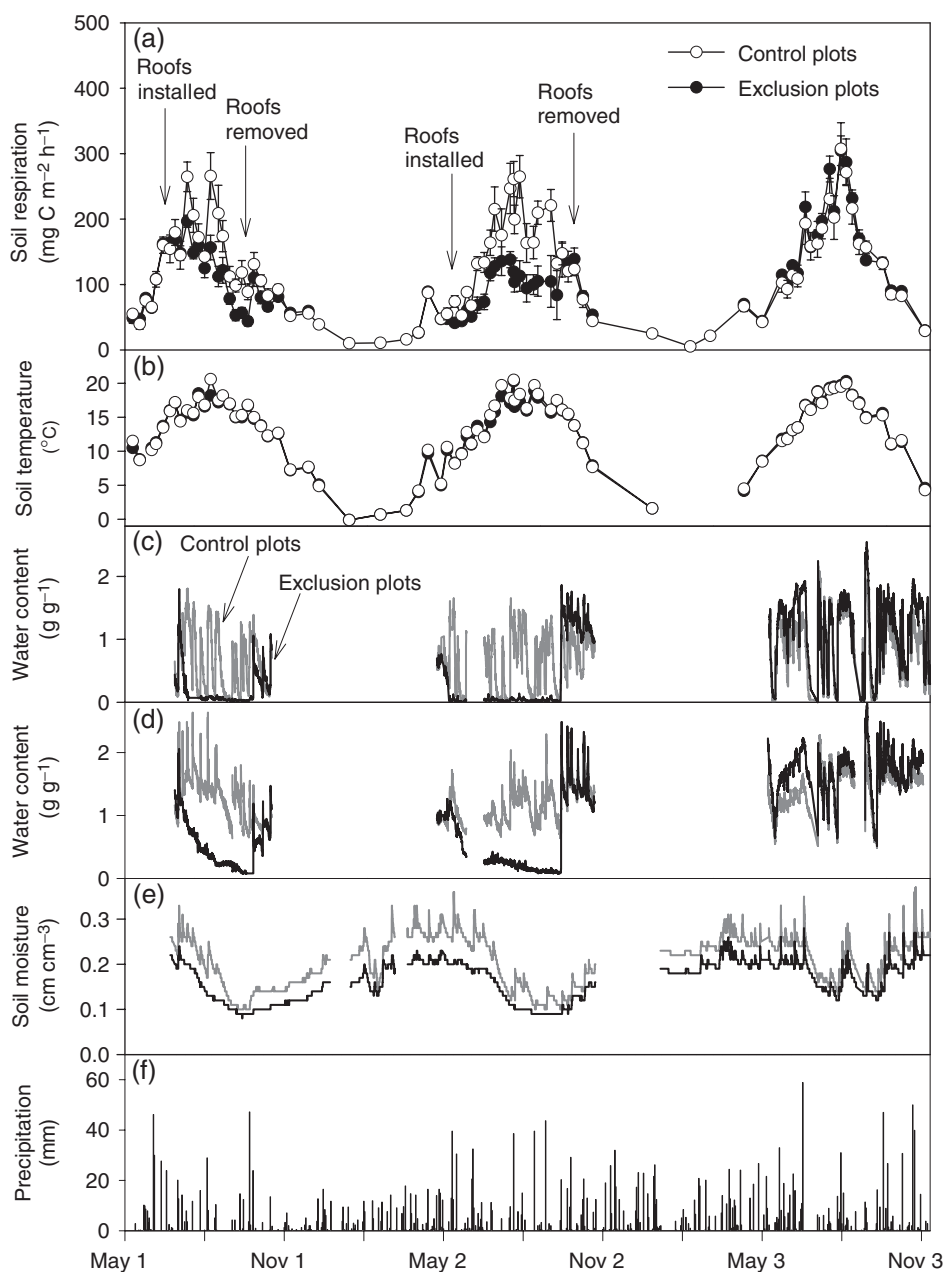 (a)
Control plots
Exclusion plots
Roofs
installed
Roofs
removed
Roofs
installed
Roofs
removed
Soil respiration
(mg C m⁻² h⁻¹)
500
400
300
200
100
0
(b)
Soil temperature
(°C)
20
15
10
5
0
(c)
Control plots
Exclusion plots
Water content
(g g⁻¹)
2
1
0
(d)
Water content
(g g⁻¹)
2
1
0
(e)
Soil moisture
(cm cm⁻³)
0.3
0.2
0.1
0.0
(f)
Precipitation
(mm)
60
40
20
0
May 1
Nov 1
May 2
Nov 2
May 3
Nov 3